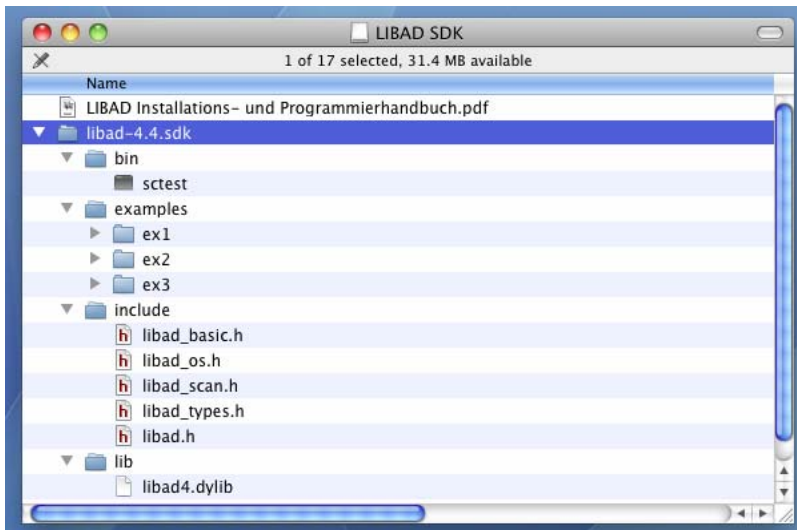 LIBAD SDK
1 of 17 selected, 31.4 MB available
Name
LIBAD Installations- und Programmierhandbuch.pdf
libad-4.4.sdk
bin
sctest
examples
ex1
ex2
ex3
include
libad_basic.h
libad_os.h
libad_scan.h
libad_types.h
libad.h
lib
libad4.dylib